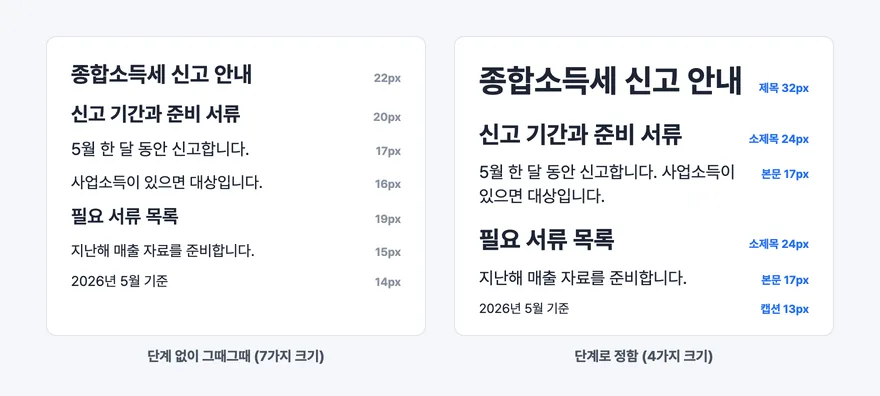 종합소득세 신고 안내 22px
신고 기간과 준비 서류 20px
5월 한 달 동안 신고합니다. 17px
사업소득이 있으면 대상입니다. 16px
필요 서류 목록 19px
지난해 매출 자료를 준비합니다. 15px
2026년 5월 기준 14px
단계 없이 그때그때 (7가지 크기)
종합소득세 신고 안내 제목 32px
신고 기간과 준비 서류 소제목 24px
5월 한 달 동안 신고합니다. 사업소득이 본문 17px
있으면 대상입니다.
필요 서류 목록 소제목 24px
지난해 매출 자료를 준비합니다. 본문 17px
2026년 5월 기준 캡션 13px
단계로 정함 (4가지 크기)